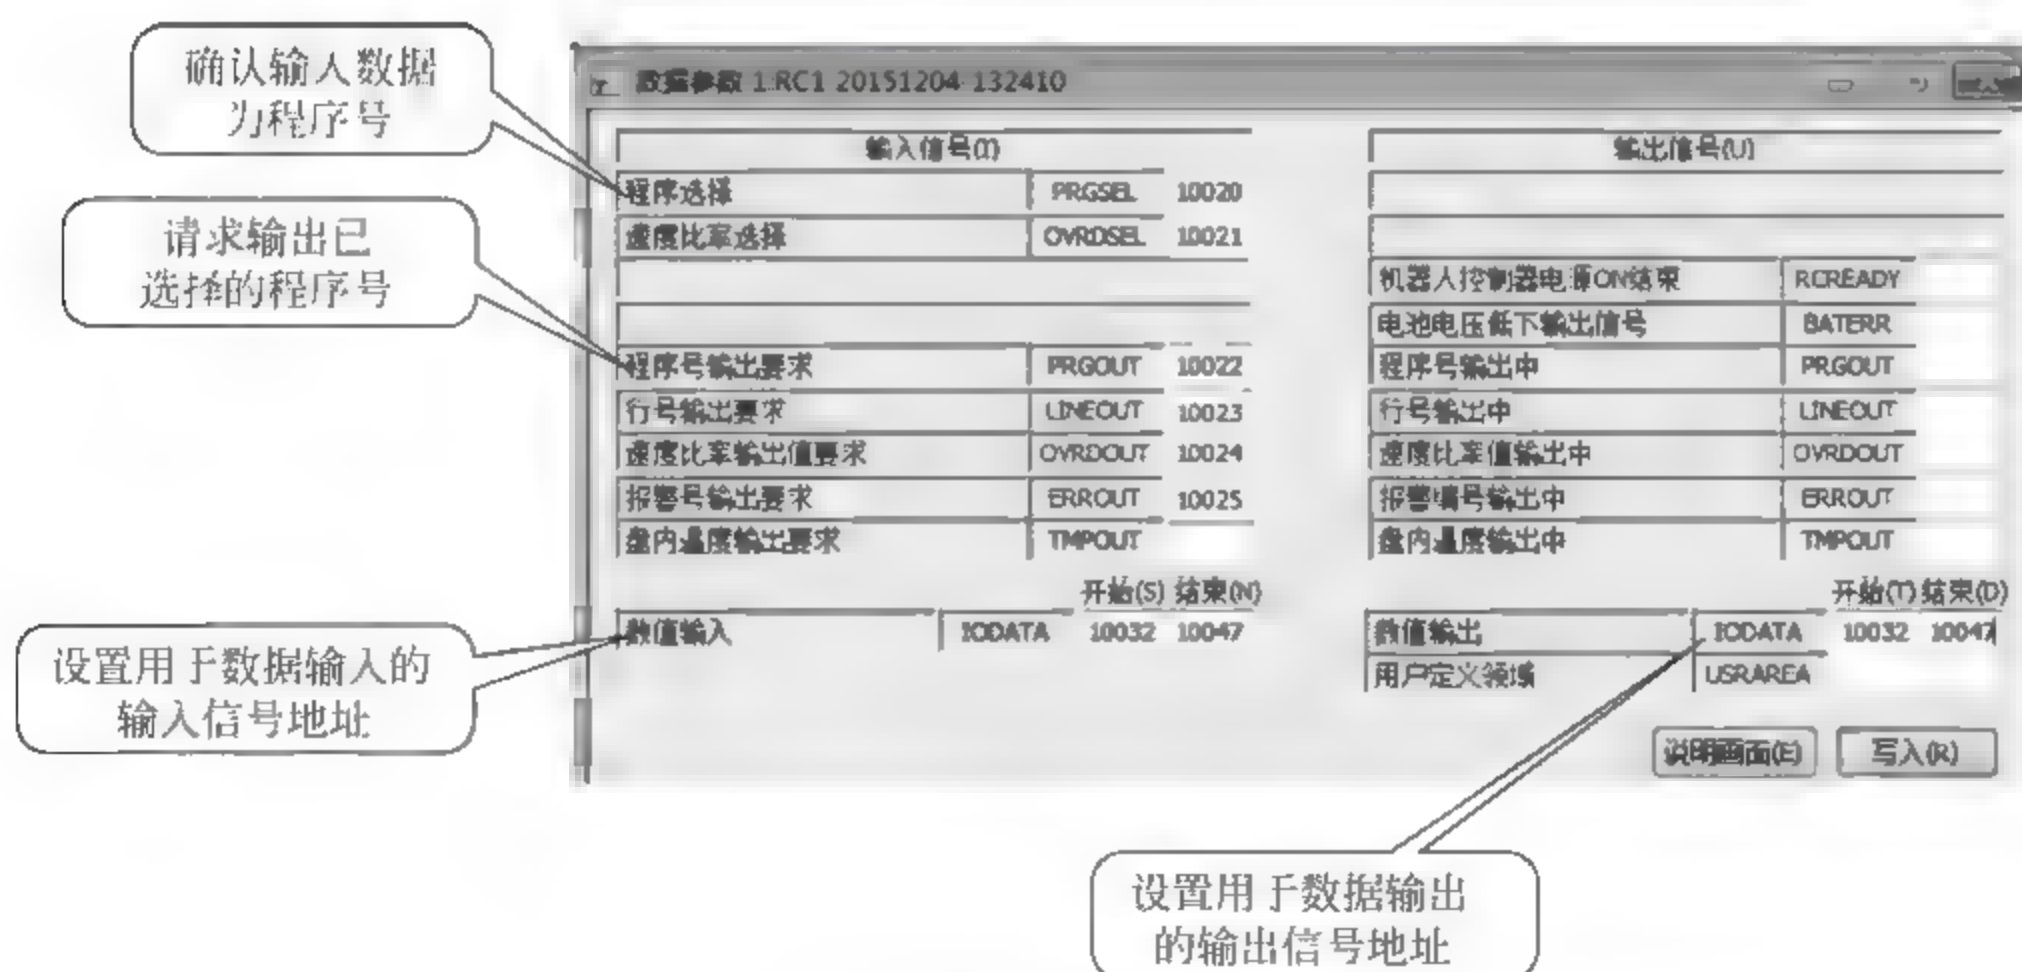 确认输入数据
为程序号
请求输出已
选择的程序号
设置用于数据输入的
输入信号地址
数据参数 1:RC1 20151204-132410
输入信号(I)
程序选择 PRGSEL 10020
速度比率选择 OVRDSEL 10021
程序号输出要求 PRGOUT 10022
行号输出要求 LINEOUT 10023
速度比率输出值要求 OVRDOUT 10024
报警号输出要求 ERROUT 10025
盘内温度输出要求 TMPOUT
开始(S) 结束(N)
数值输入 IODATA 10032 10047
输出信号(U)
机器人控制器电源ON结束 RCREADY
电池电压低下输出信号 BATERR
程序号输出中 PRGOUT
行号输出中 LINEOUT
速度比率值输出中 OVRDOUT
报警编号输出中 ERROUT
盘内温度输出中 TMPOUT
开始(T) 结束(D)
数值输出 IODATA 10032 10047
用户定义领域 USRAREA
说明画面(E) 写入(R)
设置用于数据输出
的输出信号地址